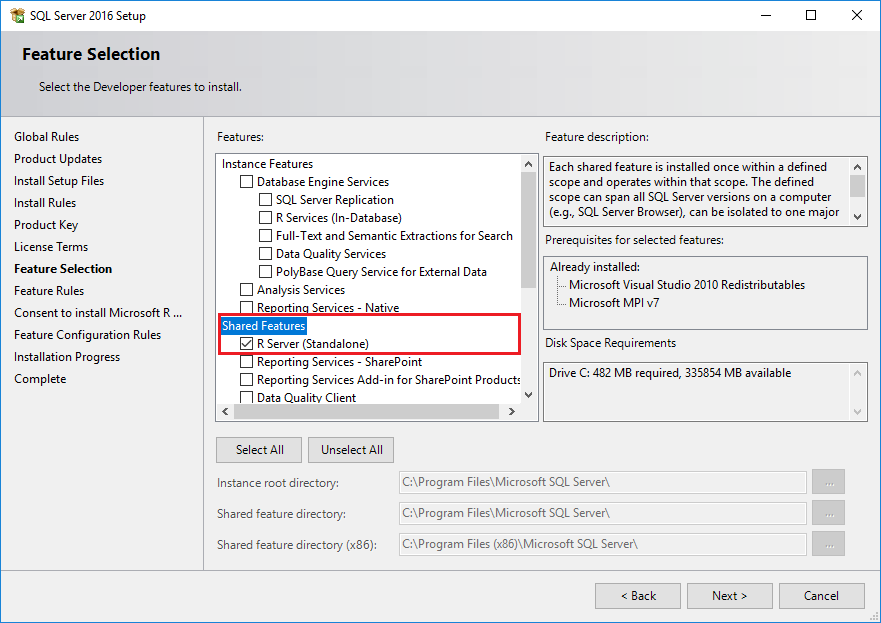 SQL Server 2016 Setup
Feature Selection
Select the Developer features to install.
Global Rules
Product Updates
Install Setup Files
Install Rules
Product Key
License Terms
Feature Selection
Feature Rules
Consent to install Microsoft R ...
Feature Configuration Rules
Installation Progress
Complete
Features:
Instance Features
Database Engine Services
SQL Server Replication
R Services (In-Database)
Full-Text and Semantic Extractions for Search
Data Quality Services
PolyBase Query Service for External Data
Analysis Services
Reporting Services - Native
Shared Features
R Server (Standalone)
Reporting Services - SharePoint
Reporting Services Add-in for SharePoint Products
Data Quality Client
Feature description:
Each shared feature is installed once within a defined
scope and operates within that scope. The defined
scope can span all SQL Server versions on a computer
(e.g., SQL Server Browser), can be isolated to one major
Prerequisites for selected features:
Already installed:
Microsoft Visual Studio 2010 Redistributables
Microsoft MPI v7
Disk Space Requirements
Drive C: 482 MB required, 335854 MB available
Select All
Unselect All
Instance root directory:
C:\Program Files\Microsoft SQL Server\
...
Shared feature directory:
C:\Program Files\Microsoft SQL Server\
...
Shared feature directory (x86):
C:\Program Files (x86)\Microsoft SQL Server\
...
< Back
Next >
Cancel